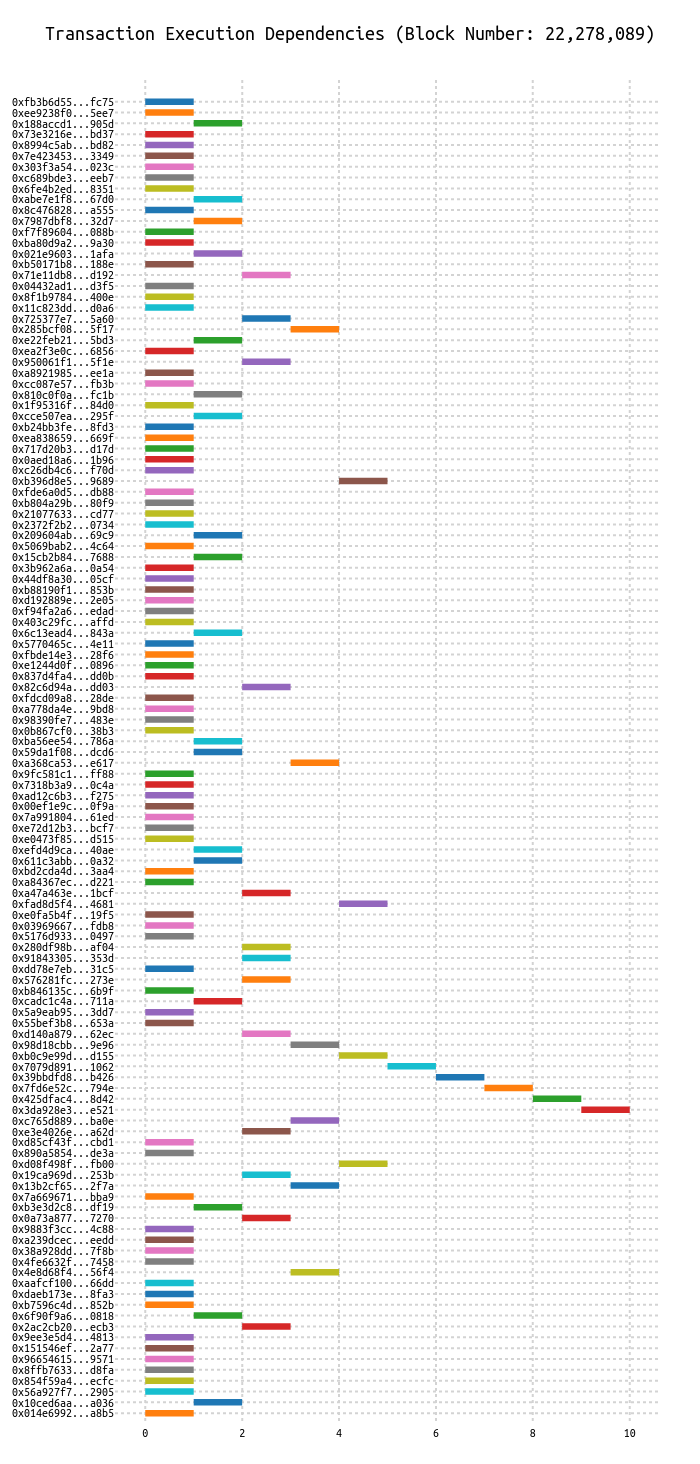 Transaction Execution Dependencies (Block Number: 22,278,089)
0xfb3b6d55...fc75
0xee9238f0...5ee7
0x188accd1...905d
0x73e3216e...bd37
0x8994c5ab...bd82
0x7e423453...3349
0x303f3a54...023c
0xc689bde3...eeb7
0x6fe4b2ed...8351
0xabe7e1f8...67d0
0x8c476828...a555
0x7987dbf8...32d7
0xf7f89604...088b
0xba80d9a2...9a30
0x021e9603...1afa
0xb50171b8...188e
0x71e11db8...d192
0x04432ad1...d3f5
0x8f1b9784...400e
0x11c823dd...d0a6
0x725377e7...5a60
0x285bcf08...5f17
0xe22feb21...5bd3
0xea2f3e0c...6856
0x950061f1...5f1e
0xa8921985...ee1a
0xcc087e57...fb3b
0x810c0f0a...fc1b
0x1f95316f...84d0
0xcce507ea...295f
0xb24bb3fe...8fd3
0xea838659...669f
0x717d20b3...d17d
0x0aed18a6...1b96
0xc26db4c6...f70d
0xb396d8e5...9689
0xfde6a0d5...db88
0xb804a29b...80f9
0x21077633...cd77
0x2372f2b2...0734
0x209604ab...69c9
0x5069bab2...4c64
0x15cb2b84...7688
0x3b962a6a...0a54
0x44df8a30...05cf
0xb88190f1...853b
0xd192889e...2e05
0xf94fa2a6...edad
0x403c29fc...affd
0x6c13ead4...843a
0x5770465c...4e11
0xfbde14e3...28f6
0xe1244d0f...0896
0x837d4fa4...dd0b
0x82c6d94a...dd03
0xfdcd09a8...28de
0xa778da4e...9bd8
0x98390fe7...483e
0x0b867cf0...38b3
0xba56ee54...786a
0x59da1f08...dcd6
0xa368ca53...e617
0x9fc581c1...ff88
0x7318b3a9...0c4a
0xad12c6b3...f275
0x00ef1e9c...0f9a
0x7a991804...61ed
0xe72d12b3...bcf7
0xe0473f85...d515
0xefd4d9ca...40ae
0x611c3abb...0a32
0xbd2cda4d...3aa4
0xa84367ec...d221
0xa47a463e...1bcf
0xfad8d5f4...4681
0xe0fa5b4f...19f5
0x03969667...fdb8
0x5176d933...0497
0x280df98b...af04
0x91843305...353d
0xdd78e7eb...31c5
0x576281fc...273e
0xb846135c...6b9f
0xcadc1c4a...711a
0x5a9eab95...3dd7
0x55bef3b8...653a
0xd140a879...62ec
0x98d18cbb...9e96
0xb0c9e99d...d155
0x7079d891...1062
0x39bbdfd8...b426
0x7fd6e52c...794e
0x425dfac4...8d42
0x3da928e3...e521
0xc765d889...ba0e
0xe3e4026e...a62d
0xd85cf43f...cbd1
0x890a5854...de3a
0xd08f498f...fb00
0x19ca969d...253b
0x13b2cf65...2f7a
0x7a669671...bba9
0xb3e3d2c8...df19
0x0a73a877...7270
0x9883f3cc...4c88
0xa239dcec...eedd
0x38a928dd...7f8b
0x4fe6632f...7458
0x4e8d68f4...56f4
0xaafcf100...66dd
0xdaeb173e...8fa3
0xb7596c4d...852b
0x6f90f9a6...0818
0x2ac2cb20...ecb3
0x9ee3e5d4...4813
0x151546ef...2a77
0x96654615...9571
0x8ffb7633...d8fa
0x854f59a4...ecfc
0x56a927f7...2905
0x10ced6aa...a036
0x014e6992...a8b5
0 2 4 6 8 10